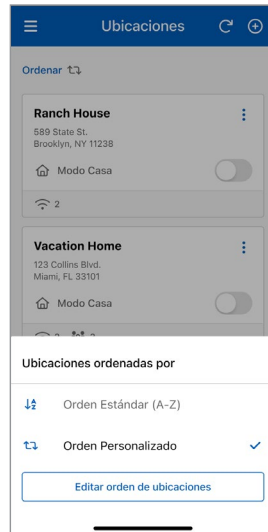 Ubicaciones
Ordenar
Ranch House
589 State St.
Brooklyn, NY 11238
Modo Casa
2
Vacation Home
123 Collins Blvd.
Miami, FL 33101
Modo Casa
Ubicaciones ordenadas por
Orden Estándar (A-Z)
Orden Personalizado
Editar orden de ubicaciones